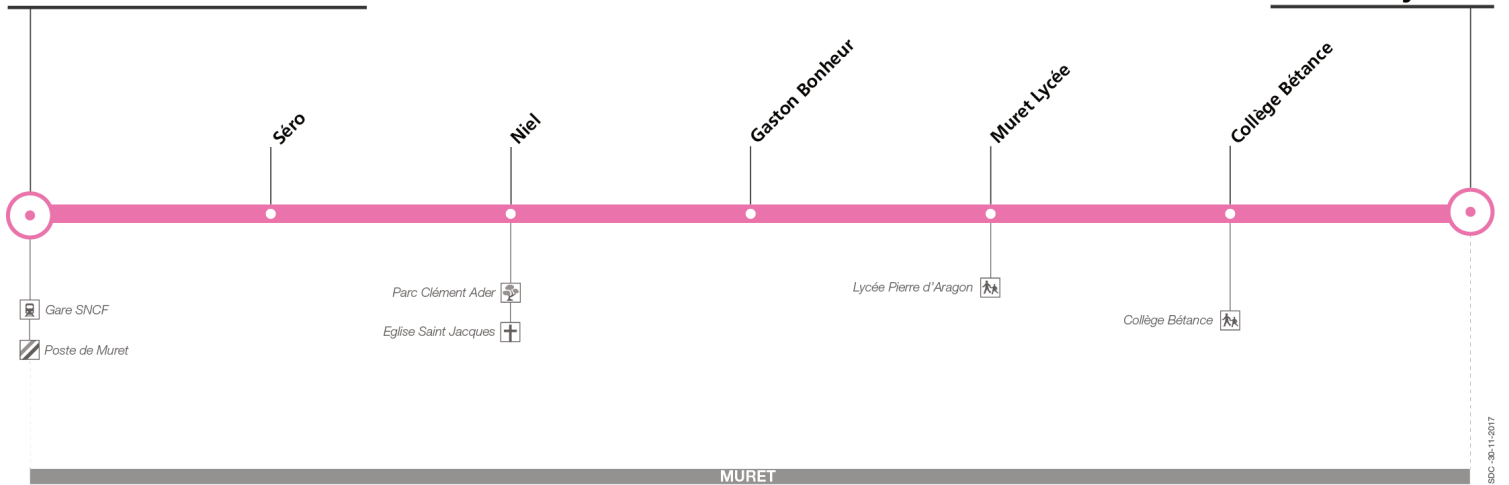 Séro
Niel
Gaston Bonheur
Muret Lycée
Collège Bétance
Gare SNCF
Poste de Muret
Parc Clément Ader
Eglise Saint Jacques
Lycée Pierre d'Aragon
Collège Bétance
MURET
SDC -30-11-2017